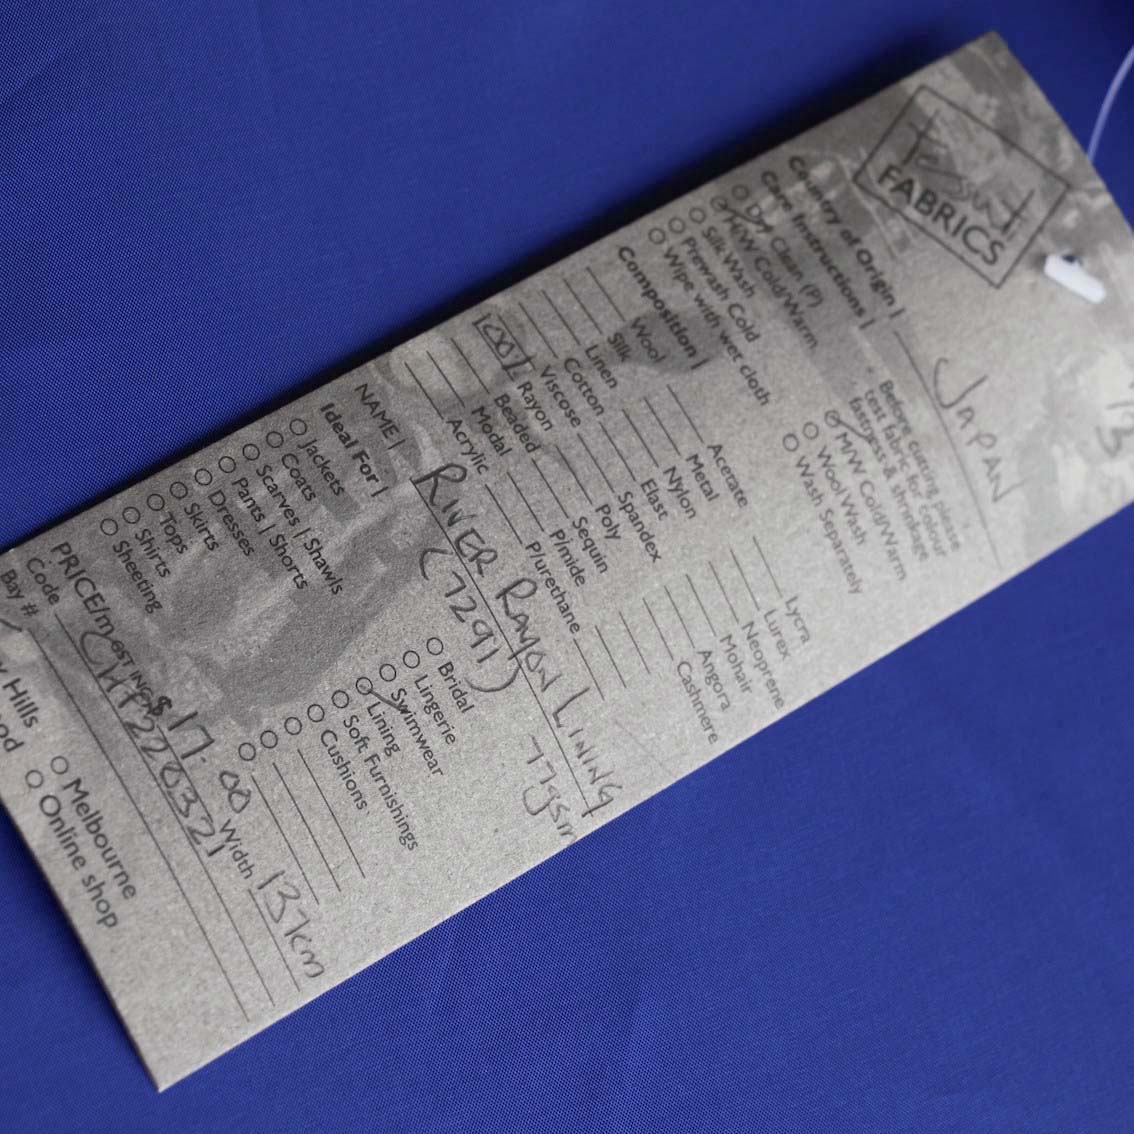 Tessuti
FABRICS
Country of Origin | JAPAN
Care Instructions |
Before cutting please
test fabric for colour
fastness & shrinkage
Dry Clean (P)
M/W Cold/Warm
Silk Wash
Prewash Cold
Wipe with wet cloth
M/W Cold/Warm
Wool Wash
Wash Separately
Composition |
Wool
Silk
Linen
Cotton
Viscose
100% Rayon
Beaded
Modal
Acrylic
Acetate
Metal
Nylon
Elast
Spandex
Poly
Sequin
P/mide
P/urethane
Lycra
Lurex
Neoprene
Mohair
Angora
Cashmere
NAME | RIVER RAYON LINING
(7291) 77gsm
Ideal For |
Jackets
Coats
Scarves | Shawls
Pants | Shorts
Dresses
Skirts
Tops
Shirts
Sheeting
Bridal
Lingerie
Swimwear
Lining
Soft Furnishings
Cushions
PRICE/m $17.00 Width 137cm
Code
Bay #
Hills
Melbourne
Online shop